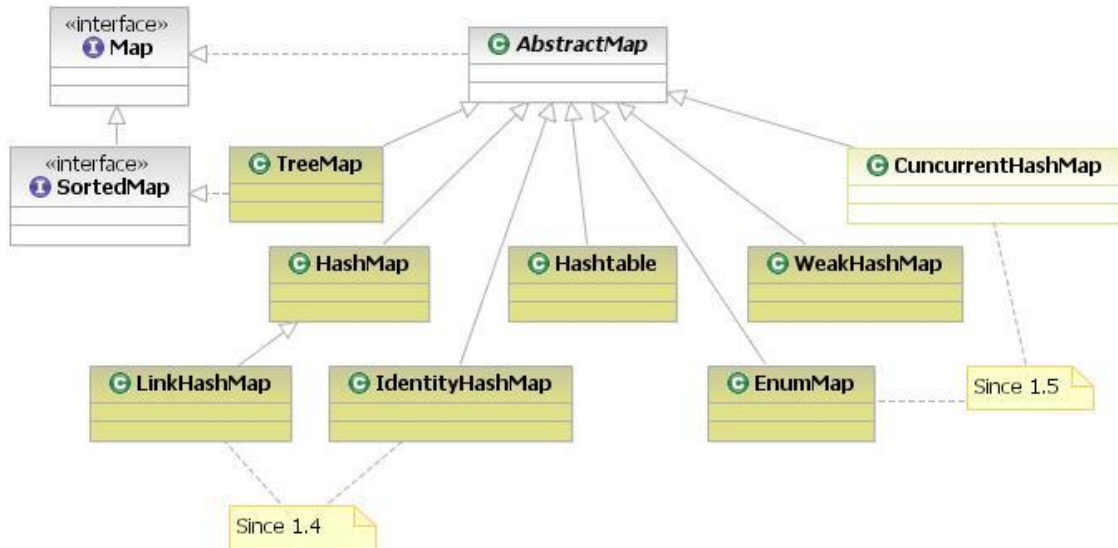 «interface»
I Map
C AbstractMap
«interface»
I SortedMap
C TreeMap
C CuncurrentHashMap
C HashMap
C Hashtable
C WeakHashMap
C LinkHashMap
C IdentityHashMap
C EnumMap
Since 1.5
Since 1.4